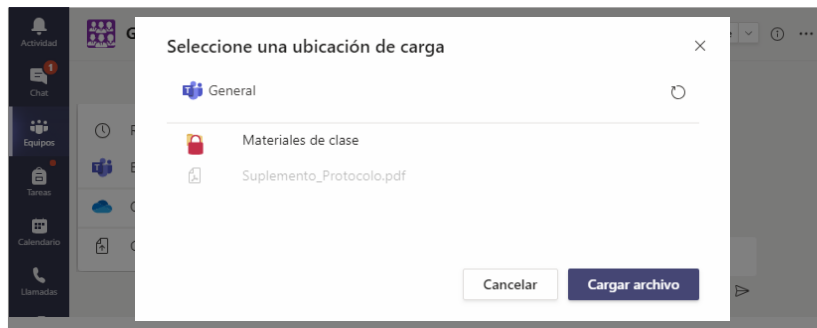 Actividad
1
Chat
Equipos
Tareas
Calendario
Llamadas
G
Seleccione una ubicación de carga
General
Materiales de clase
Suplemento_Protocolo.pdf
Cancelar
Cargar archivo